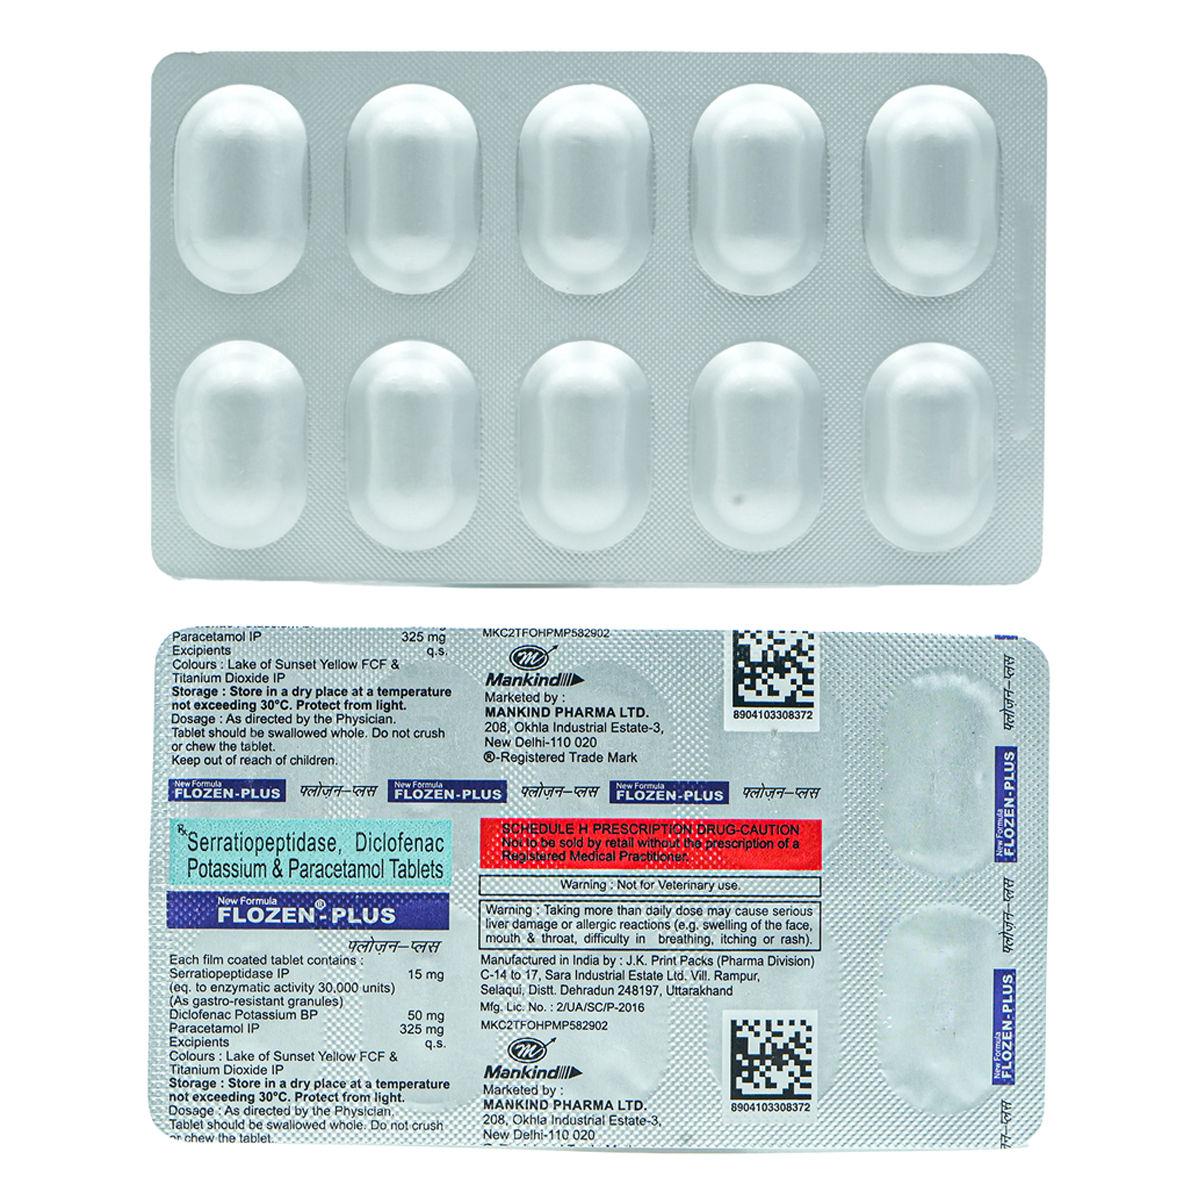 Paracetamol IP 325 mg
Excipients q.s.
Colours : Lake of Sunset Yellow FCF &
Titanium Dioxide IP
Storage : Store in a dry place at a temperature
not exceeding 30°C. Protect from light.
Dosage : As directed by the Physician.
Tablet should be swallowed whole. Do not crush
or chew the tablet.
Keep out of reach of children.
MKC2TFOHPMP582902
Mankind
Marketed by :
MANKIND PHARMA LTD.
208, Okhla Industrial Estate-3,
New Delhi-110 020
®-Registered Trade Mark
8904103308372
New Formula
FLOZEN-PLUS
फ्लोज़न-प्लस
New Formula
FLOZEN-PLUS
फ्लोज़न-प्लस
New Formula
FLOZEN-PLUS
फ्लोज़न-प्लस
Rx
Serratiopeptidase, Diclofenac
Potassium & Paracetamol Tablets
New Formula
FLOZEN®-PLUS
फ्लोज़न-प्लस
Each film coated tablet contains :
Serratiopeptidase IP 15 mg
(eq. to enzymatic activity 30,000 units)
(As gastro-resistant granules)
Diclofenac Potassium BP 50 mg
Paracetamol IP 325 mg
Excipients q.s.
Colours : Lake of Sunset Yellow FCF &
Titanium Dioxide IP
Storage : Store in a dry place at a temperature
not exceeding 30°C. Protect from light.
Dosage : As directed by the Physician.
Tablet should be swallowed whole. Do not crush
or chew the tablet.
SCHEDULE H PRESCRIPTION DRUG-CAUTION
Not to be sold by retail without the prescription of a
Registered Medical Practitioner.
Warning : Not for Veterinary use.
Warning : Taking more than daily dose may cause serious
liver damage or allergic reactions (e.g. swelling of the face,
mouth & throat, difficulty in breathing, itching or rash).
Manufactured in India by : J.K. Print Packs (Pharma Division)
C-14 to 17, Sara Industrial Estate Ltd. Vill. Rampur,
Selaqui, Distt. Dehradun 248197, Uttarakhand
Mfg. Lic. No. : 2/UA/SC/P-2016
MKC2TFOHPMP582902
Mankind
Marketed by :
MANKIND PHARMA LTD.
208, Okhla Industrial Estate-3,
New Delhi-110 020
8904103308372
फ्लोज़न-प्लस
New Formula
FLOZEN-PLUS
फ्लोज़न-प्लस
New Formula
FLOZEN-PLUS